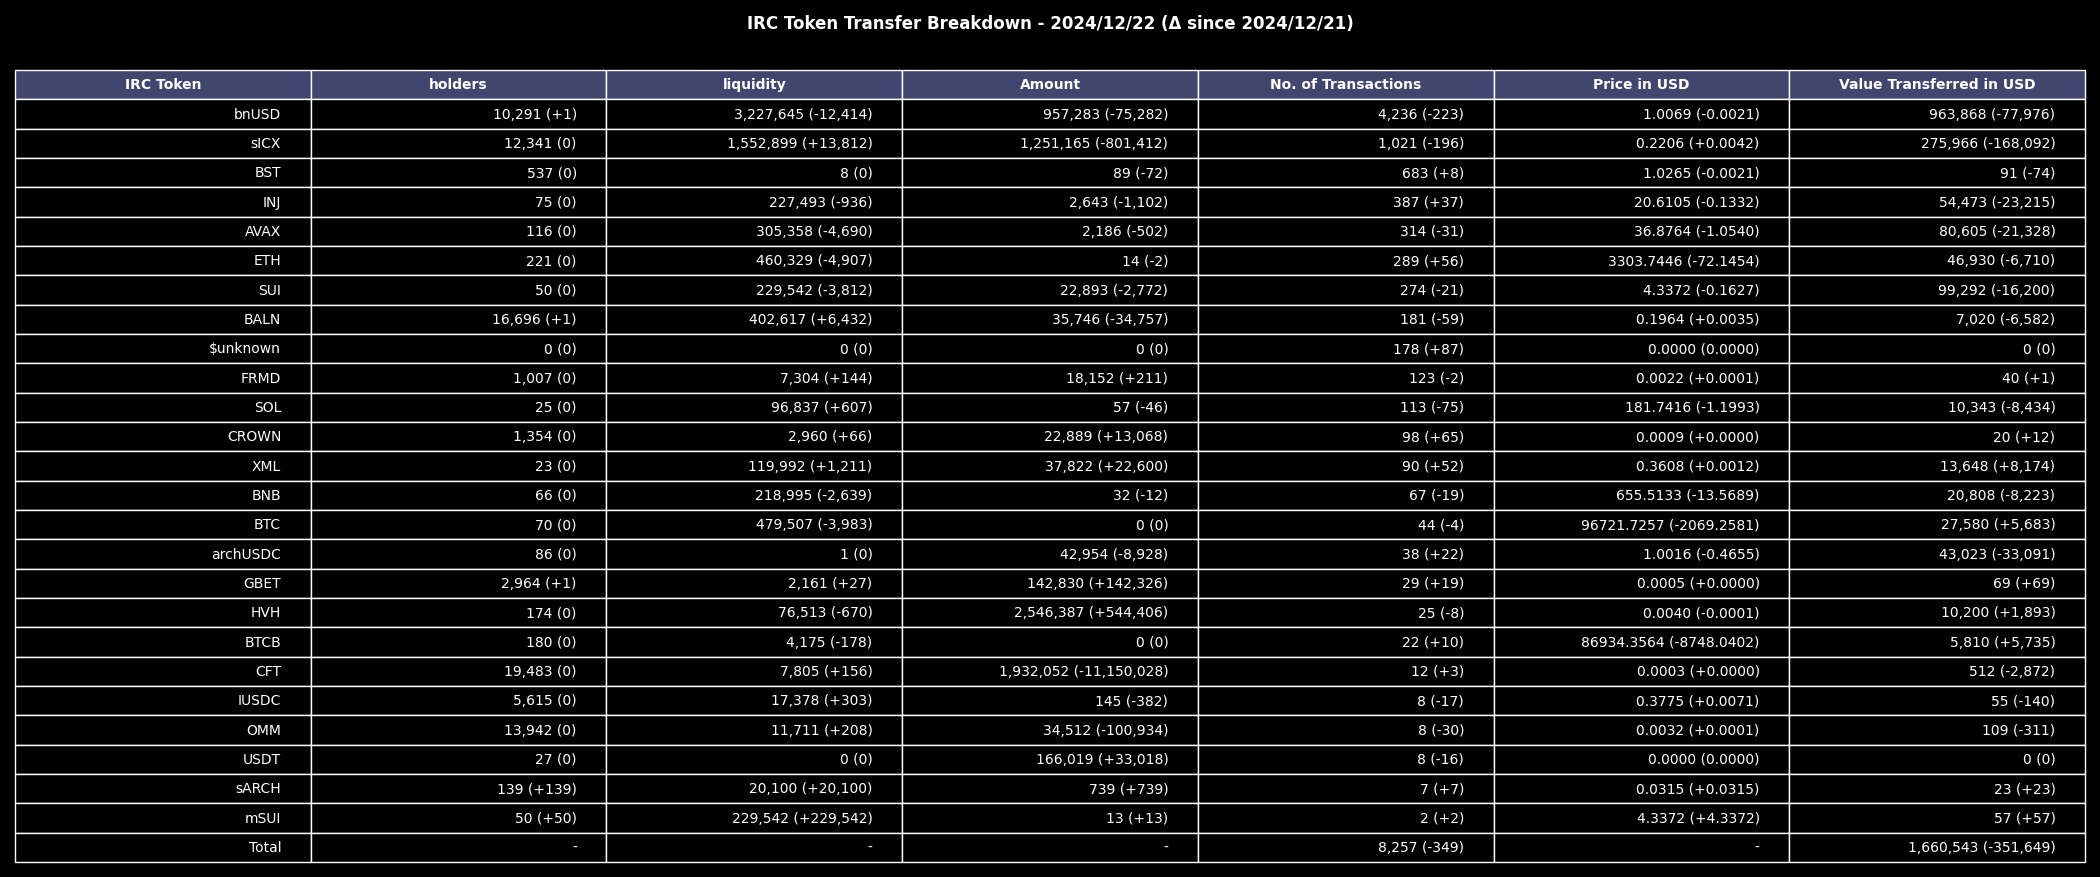 IRC Token Transfer Breakdown - 2024/12/22 (Δ since 2024/12/21)
IRC Token holders liquidity Amount No. of Transactions Price in USD Value Transferred in USD
bnUSD 10,291 (+1) 3,227,645 (-12,414) 957,283 (-75,282) 4,236 (-223) 1.0069 (-0.0021) 963,868 (-77,976)
sICX 12,341 (0) 1,552,899 (+13,812) 1,251,165 (-801,412) 1,021 (-196) 0.2206 (+0.0042) 275,966 (-168,092)
BST 537 (0) 8 (0) 89 (-72) 683 (+8) 1.0265 (-0.0021) 91 (-74)
INJ 75 (0) 227,493 (-936) 2,643 (-1,102) 387 (+37) 20.6105 (-0.1332) 54,473 (-23,215)
AVAX 116 (0) 305,358 (-4,690) 2,186 (-502) 314 (-31) 36.8764 (-1.0540) 80,605 (-21,328)
ETH 221 (0) 460,329 (-4,907) 14 (-2) 289 (+56) 3303.7446 (-72.1454) 46,930 (-6,710)
SUI 50 (0) 229,542 (-3,812) 22,893 (-2,772) 274 (-21) 4.3372 (-0.1627) 99,292 (-16,200)
BALN 16,696 (+1) 402,617 (+6,432) 35,746 (-34,757) 181 (-59) 0.1964 (+0.0035) 7,020 (-6,582)
$unknown 0 (0) 0 (0) 0 (0) 178 (+87) 0.0000 (0.0000) 0 (0)
FRMD 1,007 (0) 7,304 (+144) 18,152 (+211) 123 (-2) 0.0022 (+0.0001) 40 (+1)
SOL 25 (0) 96,837 (+607) 57 (-46) 113 (-75) 181.7416 (-1.1993) 10,343 (-8,434)
CROWN 1,354 (0) 2,960 (+66) 22,889 (+13,068) 98 (+65) 0.0009 (+0.0000) 20 (+12)
XML 23 (0) 119,992 (+1,211) 37,822 (+22,600) 90 (+52) 0.3608 (+0.0012) 13,648 (+8,174)
BNB 66 (0) 218,995 (-2,639) 32 (-12) 67 (-19) 655.5133 (-13.5689) 20,808 (-8,223)
BTC 70 (0) 479,507 (-3,983) 0 (0) 44 (-4) 96721.7257 (-2069.2581) 27,580 (+5,683)
archUSDC 86 (0) 1 (0) 42,954 (-8,928) 38 (+22) 1.0016 (-0.4655) 43,023 (-33,091)
GBET 2,964 (+1) 2,161 (+27) 142,830 (+142,326) 29 (+19) 0.0005 (+0.0000) 69 (+69)
HVH 174 (0) 76,513 (-670) 2,546,387 (+544,406) 25 (-8) 0.0040 (-0.0001) 10,200 (+1,893)
BTCB 180 (0) 4,175 (-178) 0 (0) 22 (+10) 86934.3564 (-8748.0402) 5,810 (+5,735)
CFT 19,483 (0) 7,805 (+156) 1,932,052 (-11,150,028) 12 (+3) 0.0003 (+0.0000) 512 (-2,872)
IUSDC 5,615 (0) 17,378 (+303) 145 (-382) 8 (-17) 0.3775 (+0.0071) 55 (-140)
OMM 13,942 (0) 11,711 (+208) 34,512 (-100,934) 8 (-30) 0.0032 (+0.0001) 109 (-311)
USDT 27 (0) 0 (0) 166,019 (+33,018) 8 (-16) 0.0000 (0.0000) 0 (0)
sARCH 139 (+139) 20,100 (+20,100) 739 (+739) 7 (+7) 0.0315 (+0.0315) 23 (+23)
mSUI 50 (+50) 229,542 (+229,542) 13 (+13) 2 (+2) 4.3372 (+4.3372) 57 (+57)
Total - - - 8,257 (-349) - 1,660,543 (-351,649)